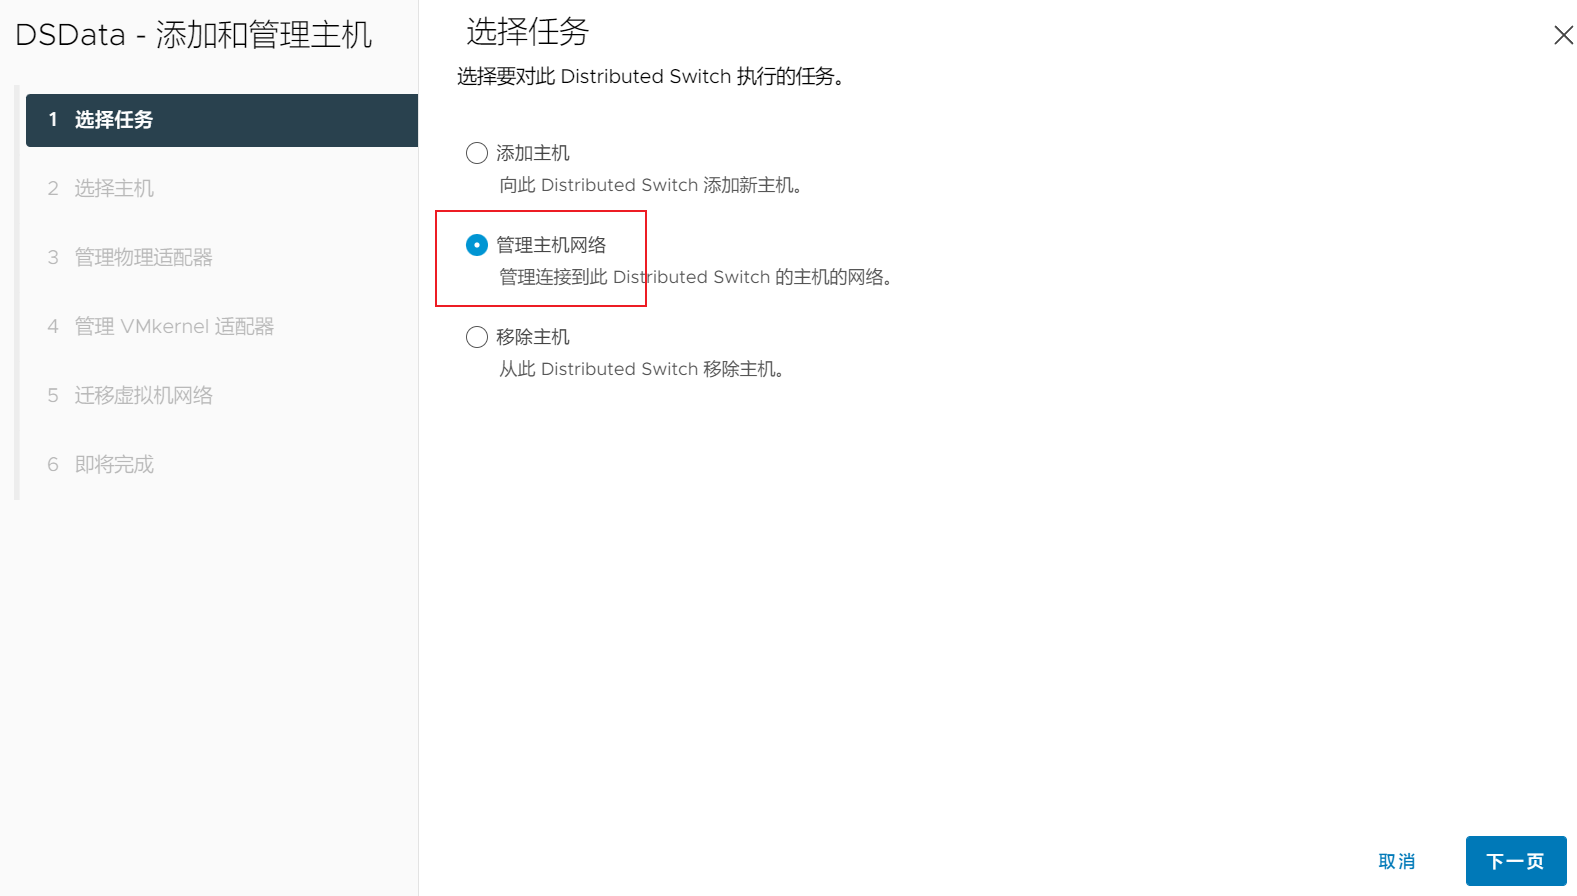 DSData - 添加和管理主机
1 选择任务
2 选择主机
3 管理物理适配器
4 管理 VMkernel 适配器
5 迁移虚拟机网络
6 即将完成
选择任务
选择要对此 Distributed Switch 执行的任务。
添加主机
向此 Distributed Switch 添加新主机。
管理主机网络
管理连接到此 Distributed Switch 的主机的网络。
移除主机
从此 Distributed Switch 移除主机。
取消
下一页